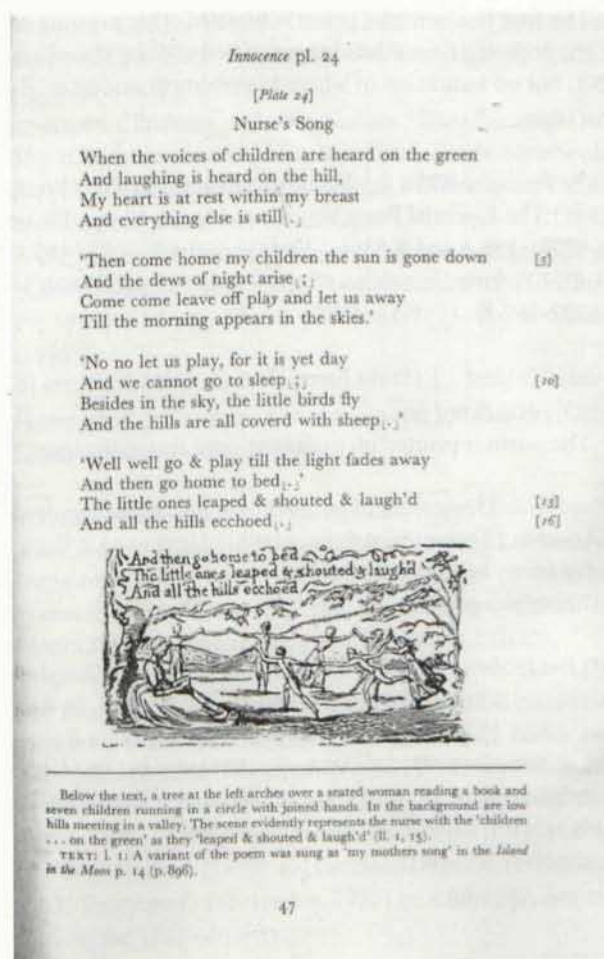 Innocence pl. 24
[Plate 24]
Nurse's Song
When the voices of children are heard on the green
And laughing is heard on the hill,
My heart is at rest within my breast
And everything else is still[.]
'Then come home my children the sun is gone down [5]
And the dews of night arise[;]
Come come leave off play and let us away
Till the morning appears in the skies.'
'No no let us play, for it is yet day
And we cannot go to sleep[;] [10]
Besides in the sky, the little birds fly
And the hills are all coverd with sheep[.]'
'Well well go & play till the light fades away
And then go home to bed[.]'
The little ones leaped & shouted & laugh'd [15]
And all the hills ecchoed[.] [16]
And then go home to bed
The little ones leaped & shouted & laugh'd
And all the hills ecchoed
Below the text, a tree at the left arches over a seated woman reading a book and
seven children running in a circle with joined hands. In the background are low
hills meeting in a valley. The scene evidently represents the nurse with the 'children
... on the green' as they 'leaped & shouted & laugh'd' (ll. 1, 15).
TEXT: l. 1: A variant of the poem was sung as 'my mothers song' in the Island
in the Moon p. 14 (p. 896).
47